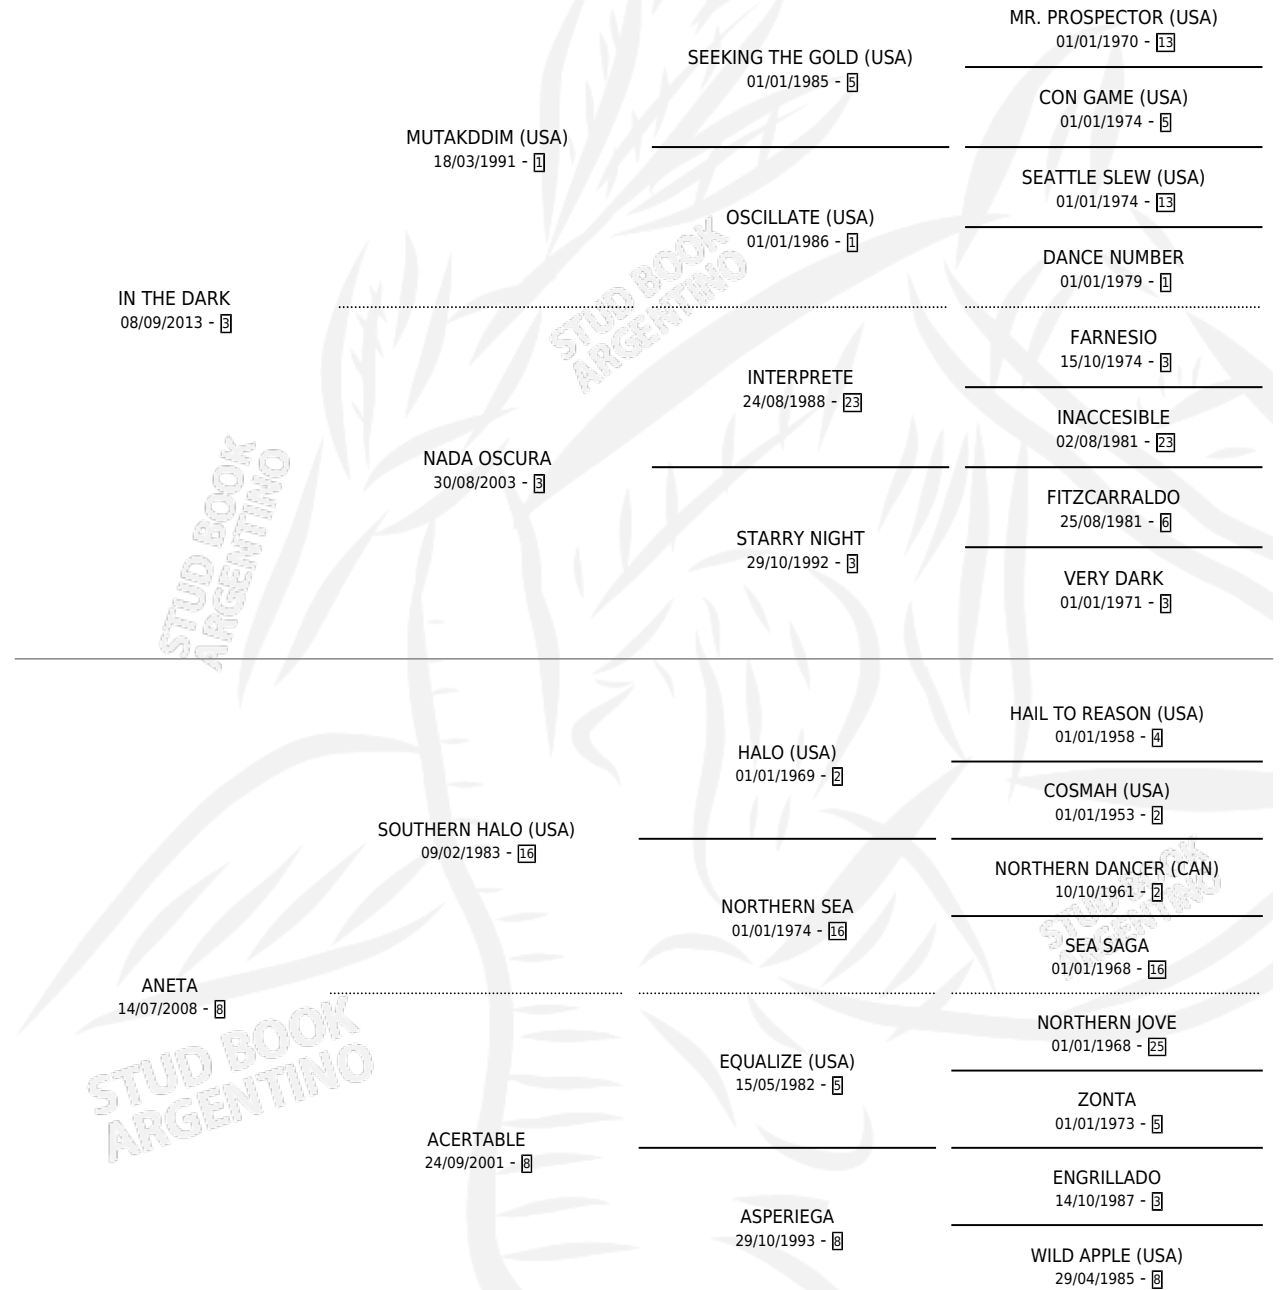 MR. PROSPECTOR (USA)
01/01/1970 - 13
SEEKING THE GOLD (USA)
01/01/1985 - 5
CON GAME (USA)
01/01/1974 - 5
MUTAKDDIM (USA)
18/03/1991 - 1
SEATTLE SLEW (USA)
01/01/1974 - 13
OSCILLATE (USA)
01/01/1986 - 1
DANCE NUMBER
01/01/1979 - 1
IN THE DARK
08/09/2013 - 3
STUD BOOK
ARGENTINO
FARNESIO
15/10/1974 - 3
INTERPRETE
24/08/1988 - 23
INACCESIBLE
02/08/1981 - 23
NADA OSCURA
30/08/2003 - 3
FITZCARRALDO
25/08/1981 - 6
STARRY NIGHT
29/10/1992 - 3
VERY DARK
01/01/1971 - 3
STUD BOOK
ARGENTINO
HAIL TO REASON (USA)
01/01/1958 - 4
HALO (USA)
01/01/1969 - 2
COSMAH (USA)
01/01/1953 - 2
SOUTHERN HALO (USA)
09/02/1983 - 16
NORTHERN DANCER (CAN)
10/10/1961 - 2
NORTHERN SEA
01/01/1974 - 16
STUD BOOK
ARGENTINO
SEA SAGA
01/01/1968 - 16
ANETA
14/07/2008 - 8
STUD BOOK
ARGENTINO
NORTHERN JOVE
01/01/1968 - 25
EQUALIZE (USA)
15/05/1982 - 5
ZONTA
01/01/1973 - 5
ACERTABLE
24/09/2001 - 8
ENGRILLADO
14/10/1987 - 3
ASPERIEGA
29/10/1993 - 8
WILD APPLE (USA)
29/04/1985 - 8